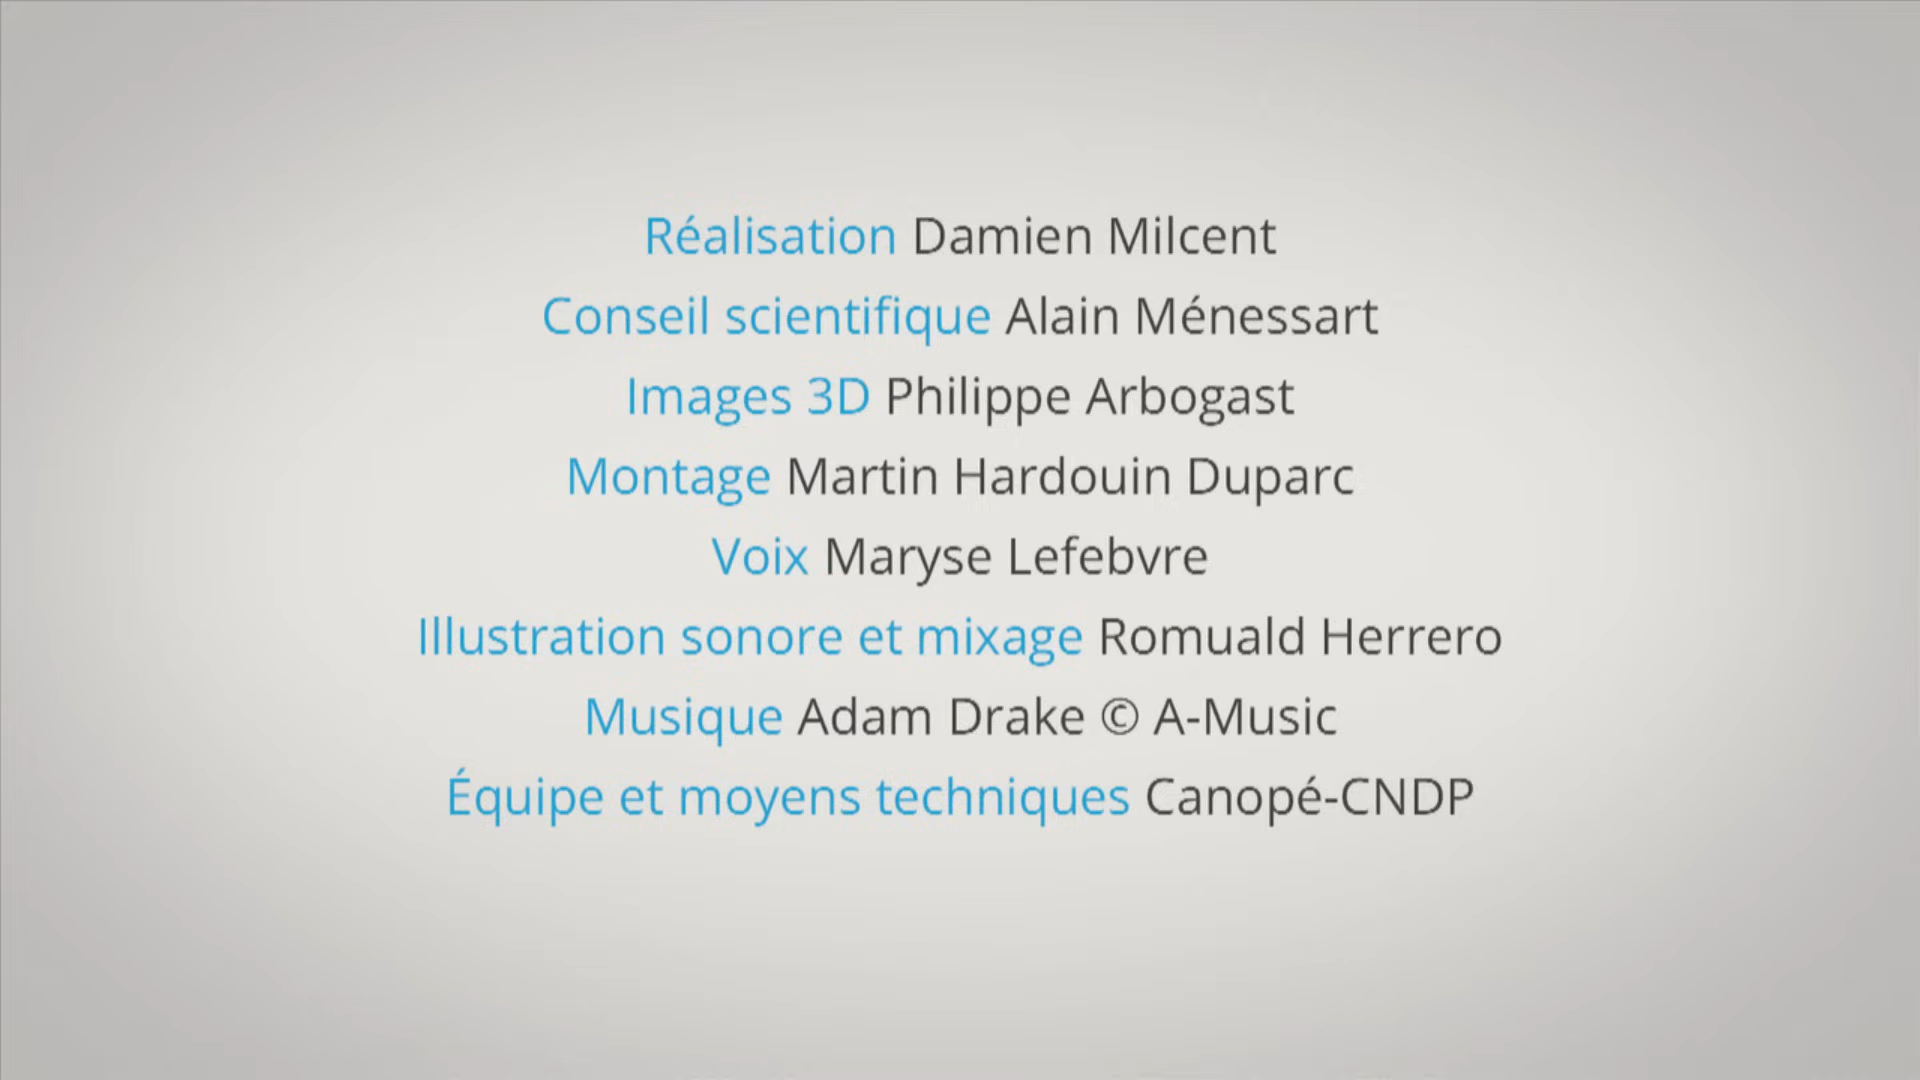 Réalisation Damien Milcent
Conseil scientifique Alain Ménessart
Images 3D Philippe Arbogast
Montage Martin Hardouin Duparc
Voix Maryse Lefebvre
Illustration sonore et mixage Romuald Herrero
Musique Adam Drake © A-Music
Équipe et moyens techniques Canopé-CNDP